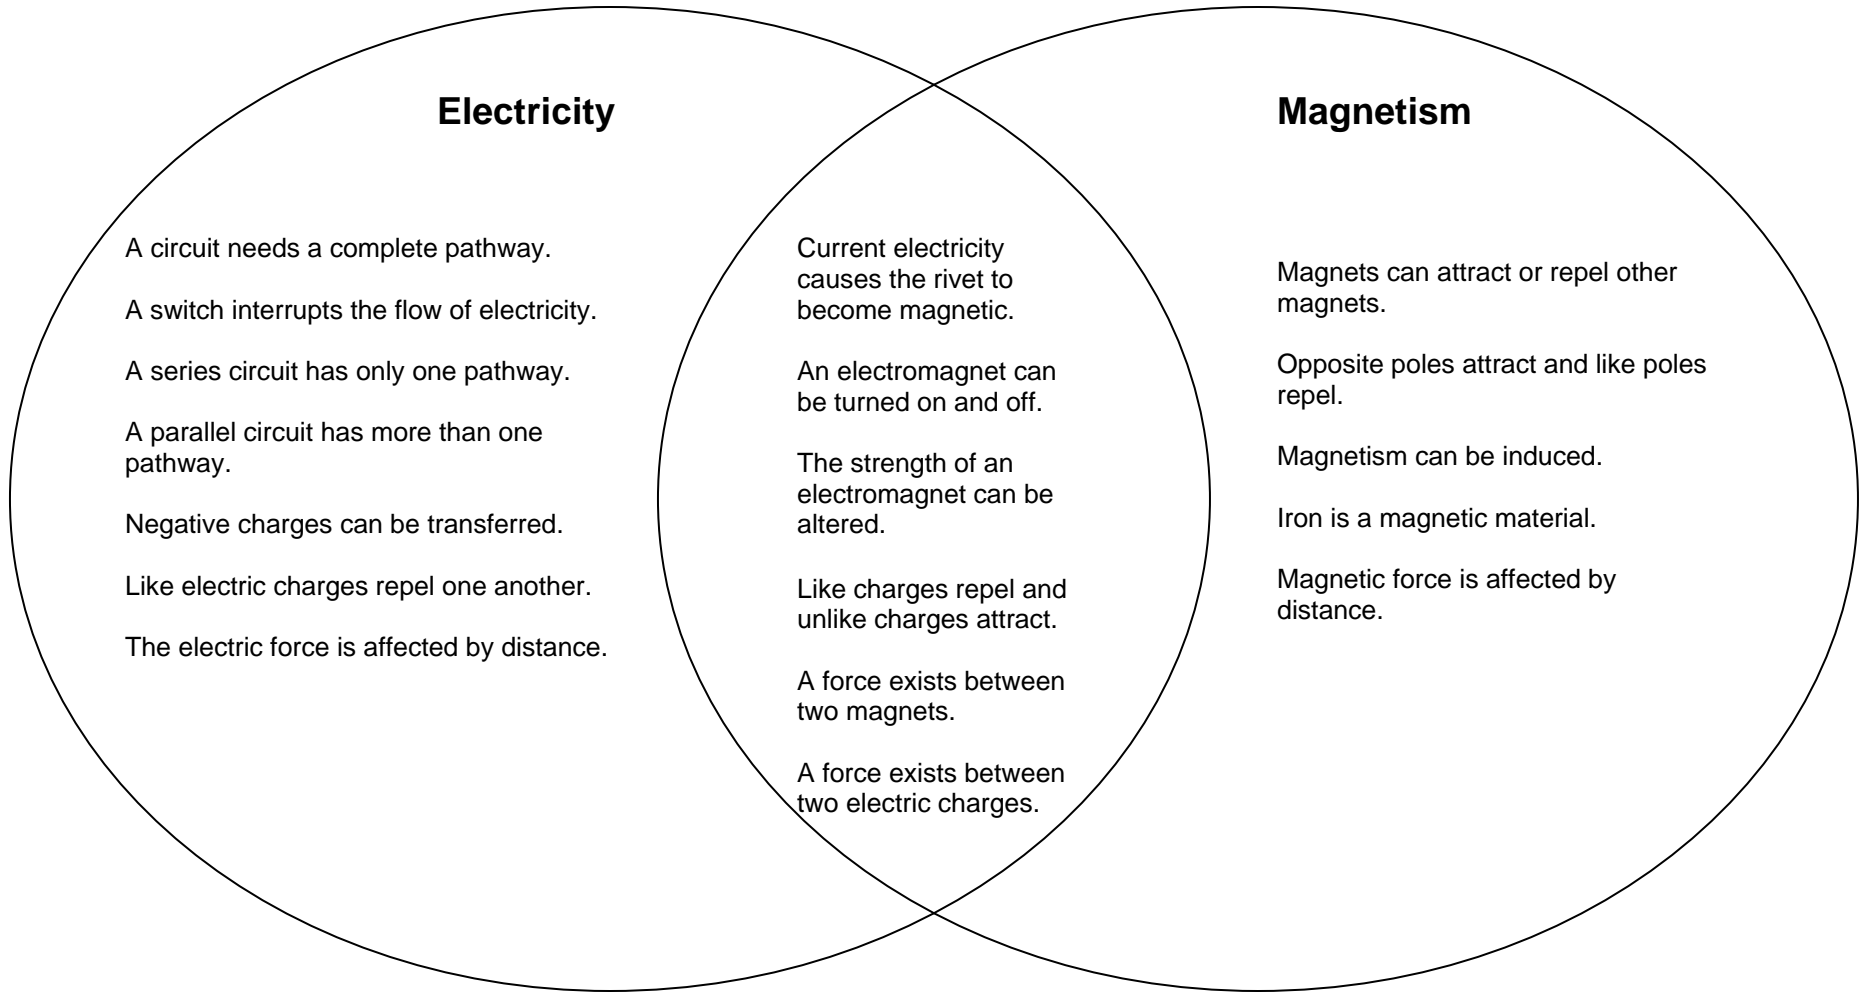 Electricity
A circuit needs a complete pathway.
A switch interrupts the flow of electricity.
A series circuit has only one pathway.
A parallel circuit has more than one
pathway.
Negative charges can be transferred.
Like electric charges repel one another.
The electric force is affected by distance.
Current electricity
causes the rivet to
become magnetic.
An electromagnet can
be turned on and off.
The strength of an
electromagnet can be
altered.
Like charges repel and
unlike charges attract.
A force exists between
two magnets.
A force exists between
two electric charges.
Magnetism
Magnets can attract or repel other
magnets.
Opposite poles attract and like poles
repel.
Magnetism can be induced.
Iron is a magnetic material.
Magnetic force is affected by
distance.